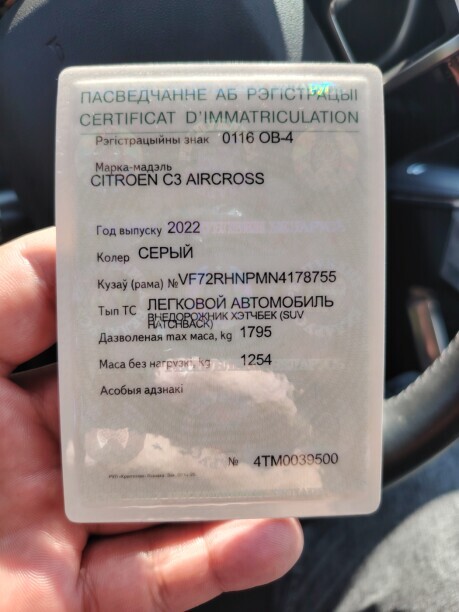 ПАСВЕДЧАННЕ АБ РЭГІСТРАЦЫІ
CERTIFICAT D'IMMATRICULATION
Рэгістрацыйны знак 0116 OB-4
Марка-мадэль
CITROEN C3 AIRCROSS
Год выпуску 2022
Колер СЕРЫЙ
Кузаў (рама) № VF72RHNPMN4178755
Тып ТС ЛЕГКОВОЙ АВТОМОБИЛЬ
ВНЕДОРОЖНИК ХЭТЧБЕК (SUV
HATCHBACK)
Дазволеная max маса, kg 1795
Маса без нагрузкі, kg 1254
Асобыя адзнакі
№ 4TM0039500